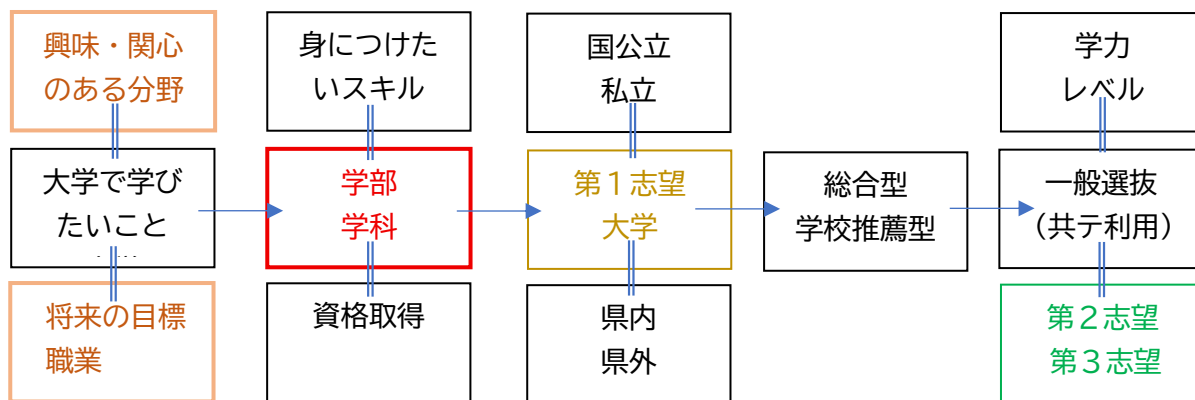 興味・関心
のある分野
大学で学び
たいこと
将来の目標
職業
身につけた
いスキル
学部
学科
資格取得
国公立
私立
第１志望
大学
県内
県外
総合型
学校推薦型
学力
レベル
一般選抜
（共テ利用）
第２志望
第３志望